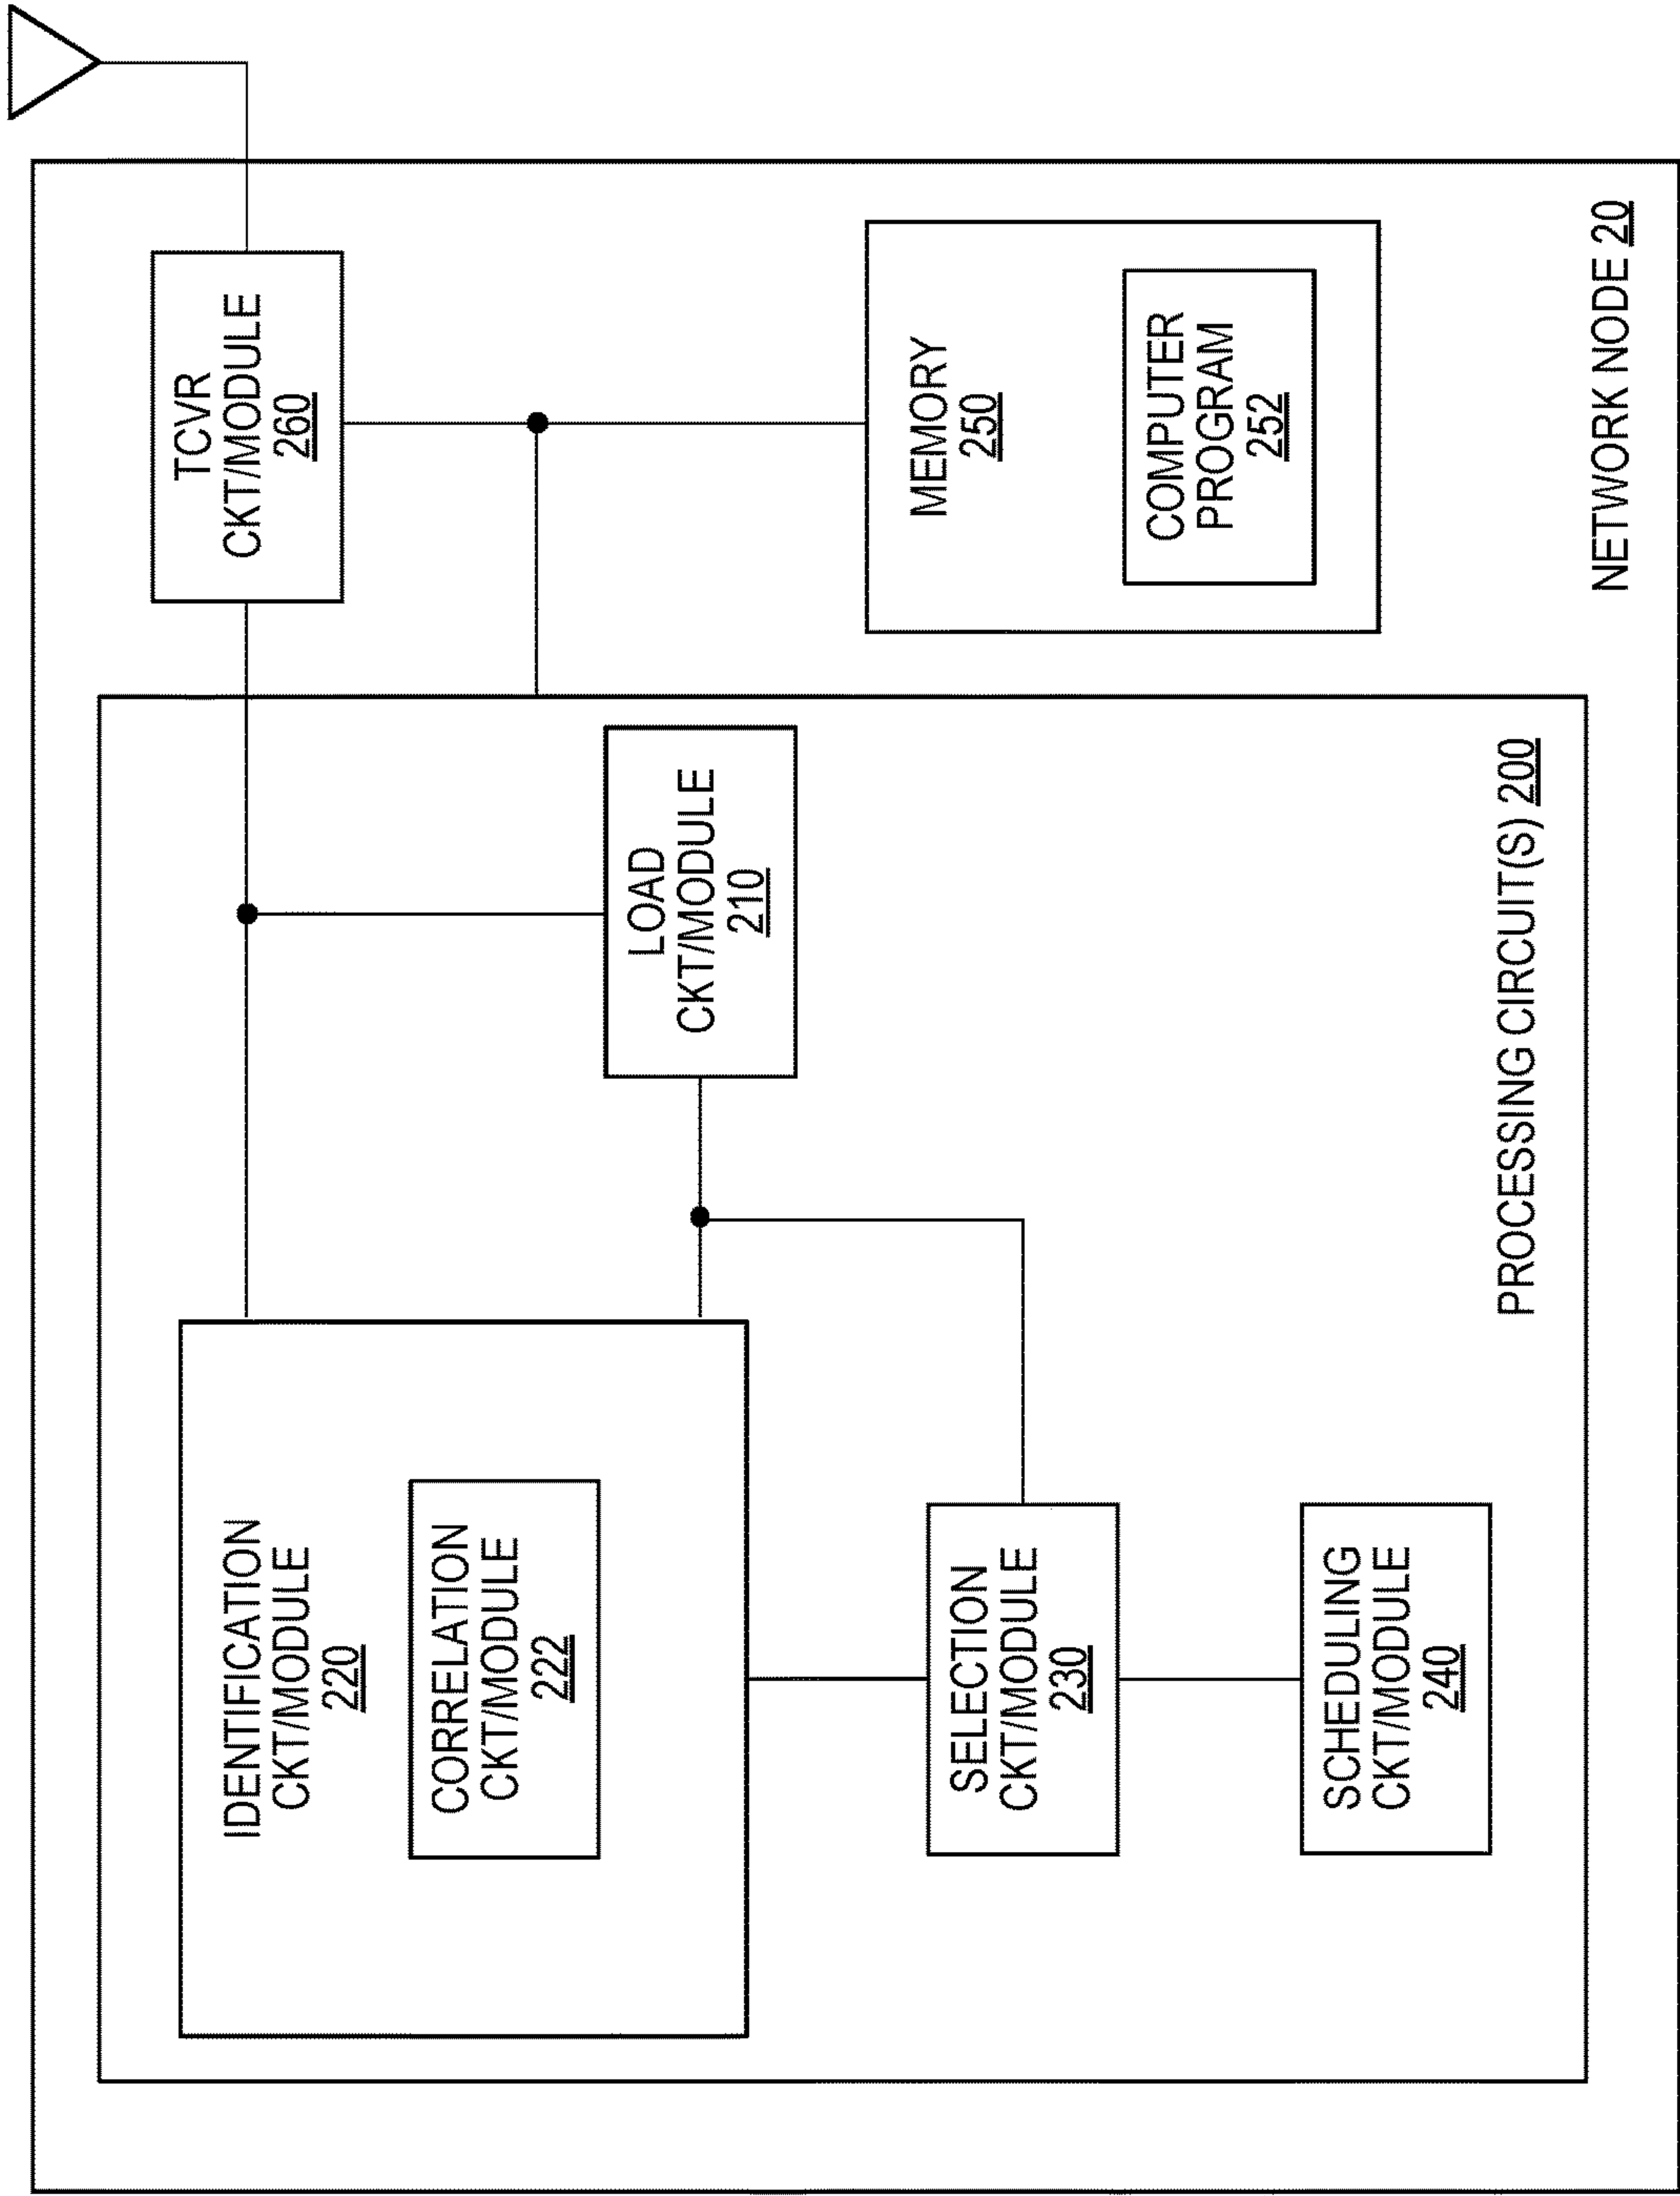 IDENTIFICATION
CKT/MODULE
220
CORRELATION
CKT/MODULE
222
SELECTION
CKT/MODULE
230
SCHEDULING
CKT/MODULE
240
LOAD
CKT/MODULE
210
PROCESSING CIRCUIT(S) 200
TCVR
CKT/MODULE
260
MEMORY
250
COMPUTER
PROGRAM
252
NETWORK NODE 20